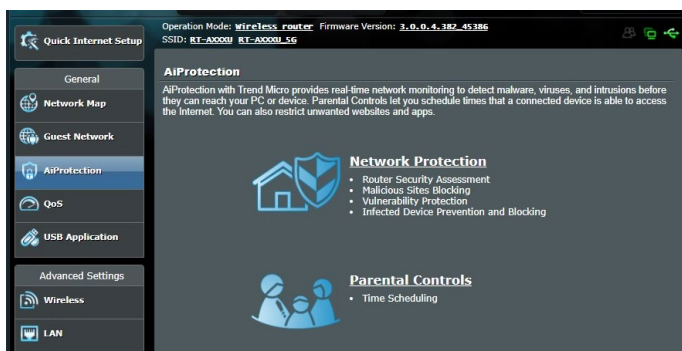 Quick Internet Setup
General
Network Map
Guest Network
AiProtection
QoS
USB Application
Advanced Settings
Wireless
LAN
Operation Mode: Wireless router Firmware Version: 3.0.0.4.382_45386
SSID: RT-AXXXU RT-AXXXU_5G
AiProtection
AiProtection with Trend Micro provides real-time network monitoring to detect malware, viruses, and intrusions before
they can reach your PC or device. Parental Controls let you schedule times that a connected device is able to access
the Internet. You can also restrict unwanted websites and apps.
Network Protection
• Router Security Assessment
• Malicious Sites Blocking
• Vulnerability Protection
• Infected Device Prevention and Blocking
Parental Controls
• Time Scheduling